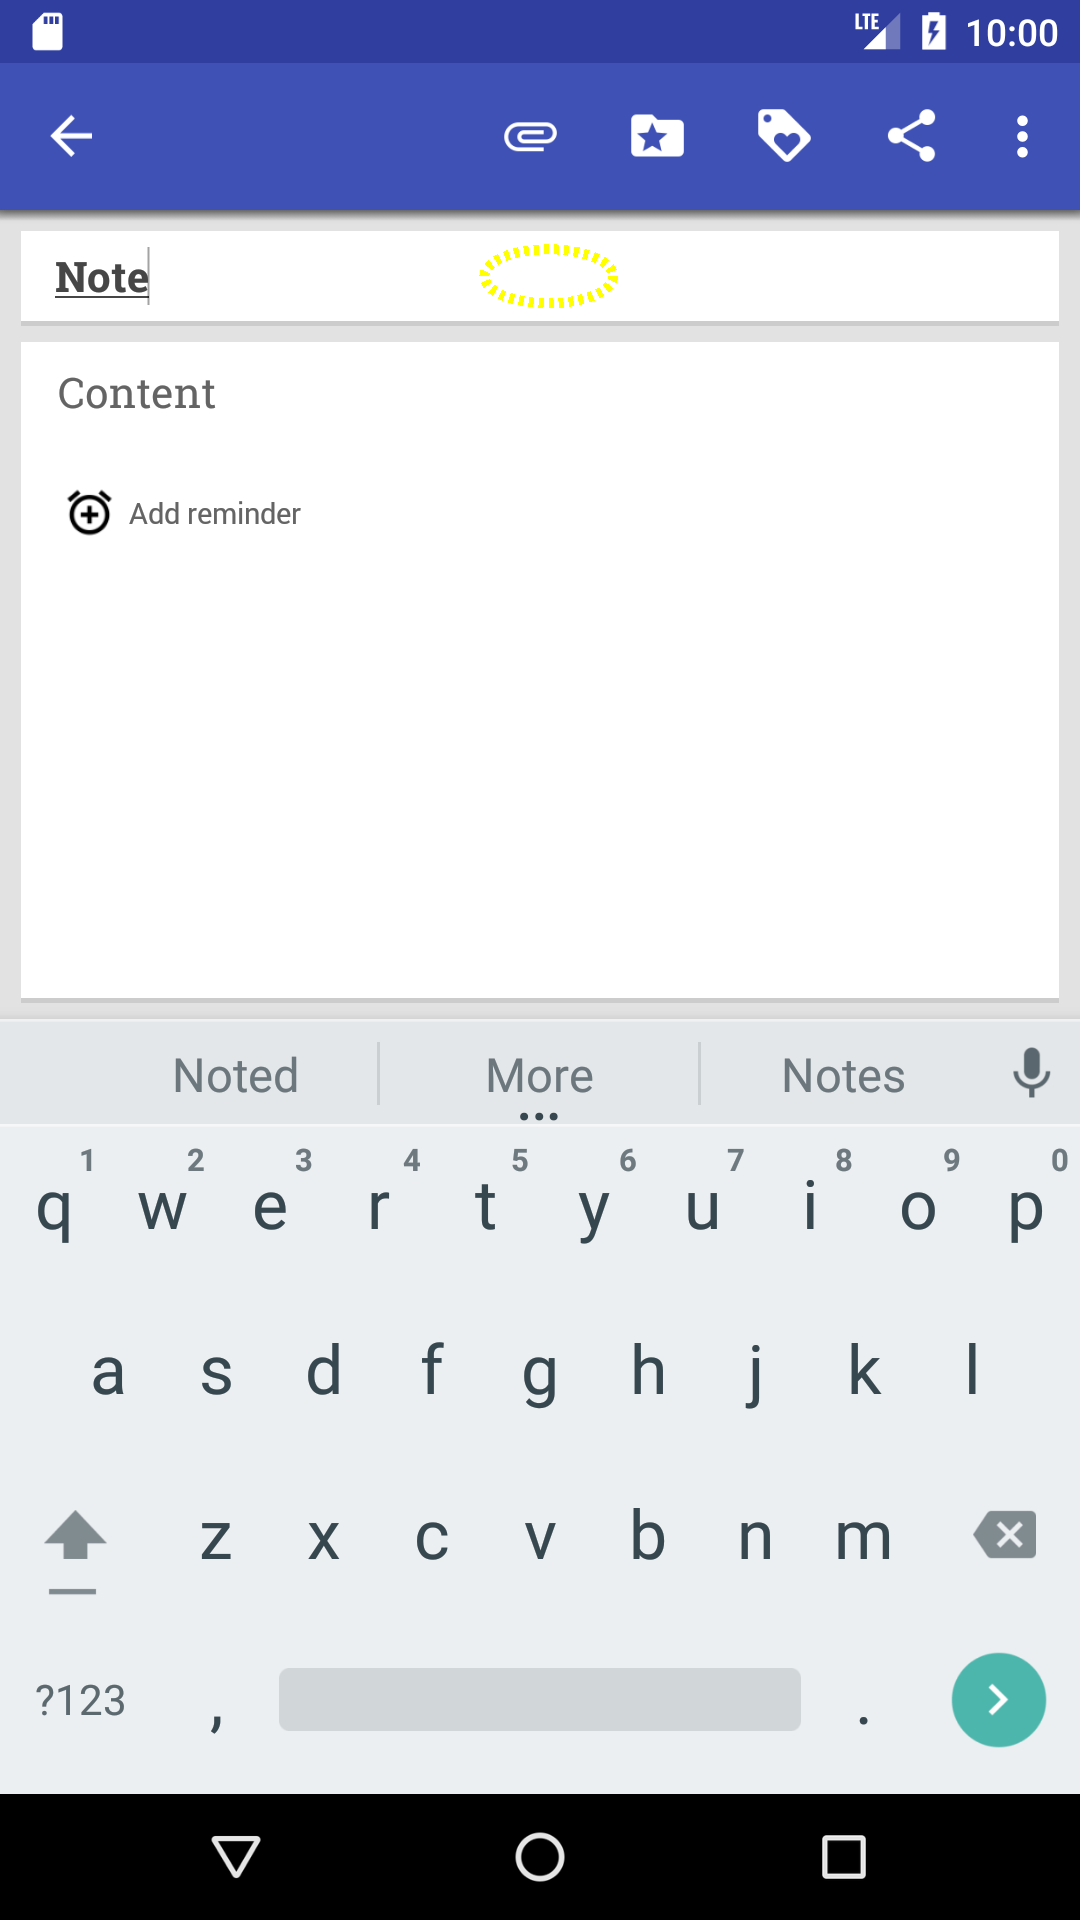 LTE 10:00
Note
Content
Add reminder
Noted More Notes
1 2 3 4 5 6 7 8 9 0
q w e r t y u i o p
a s d f g h j k l
z x c v b n m
?123 , .